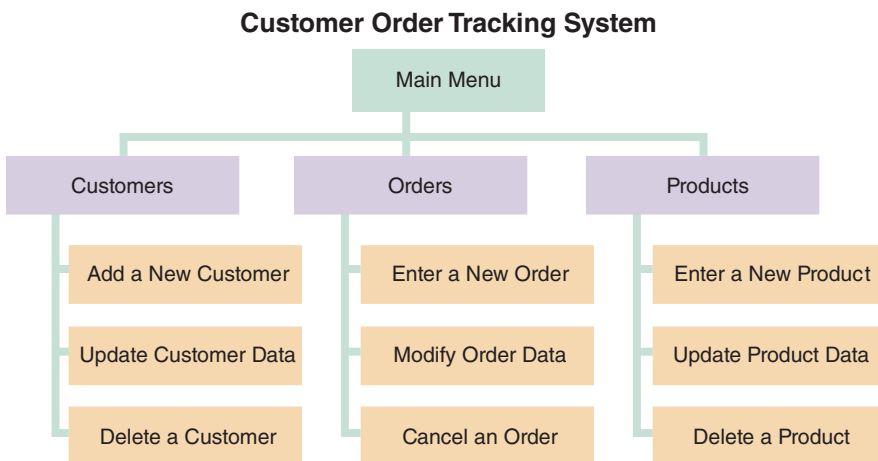 Customer Order Tracking System
Main Menu
Customers
Orders
Products
Add a New Customer
Enter a New Order
Enter a New Product
Update Customer Data
Modify Order Data
Update Product Data
Delete a Customer
Cancel an Order
Delete a Product